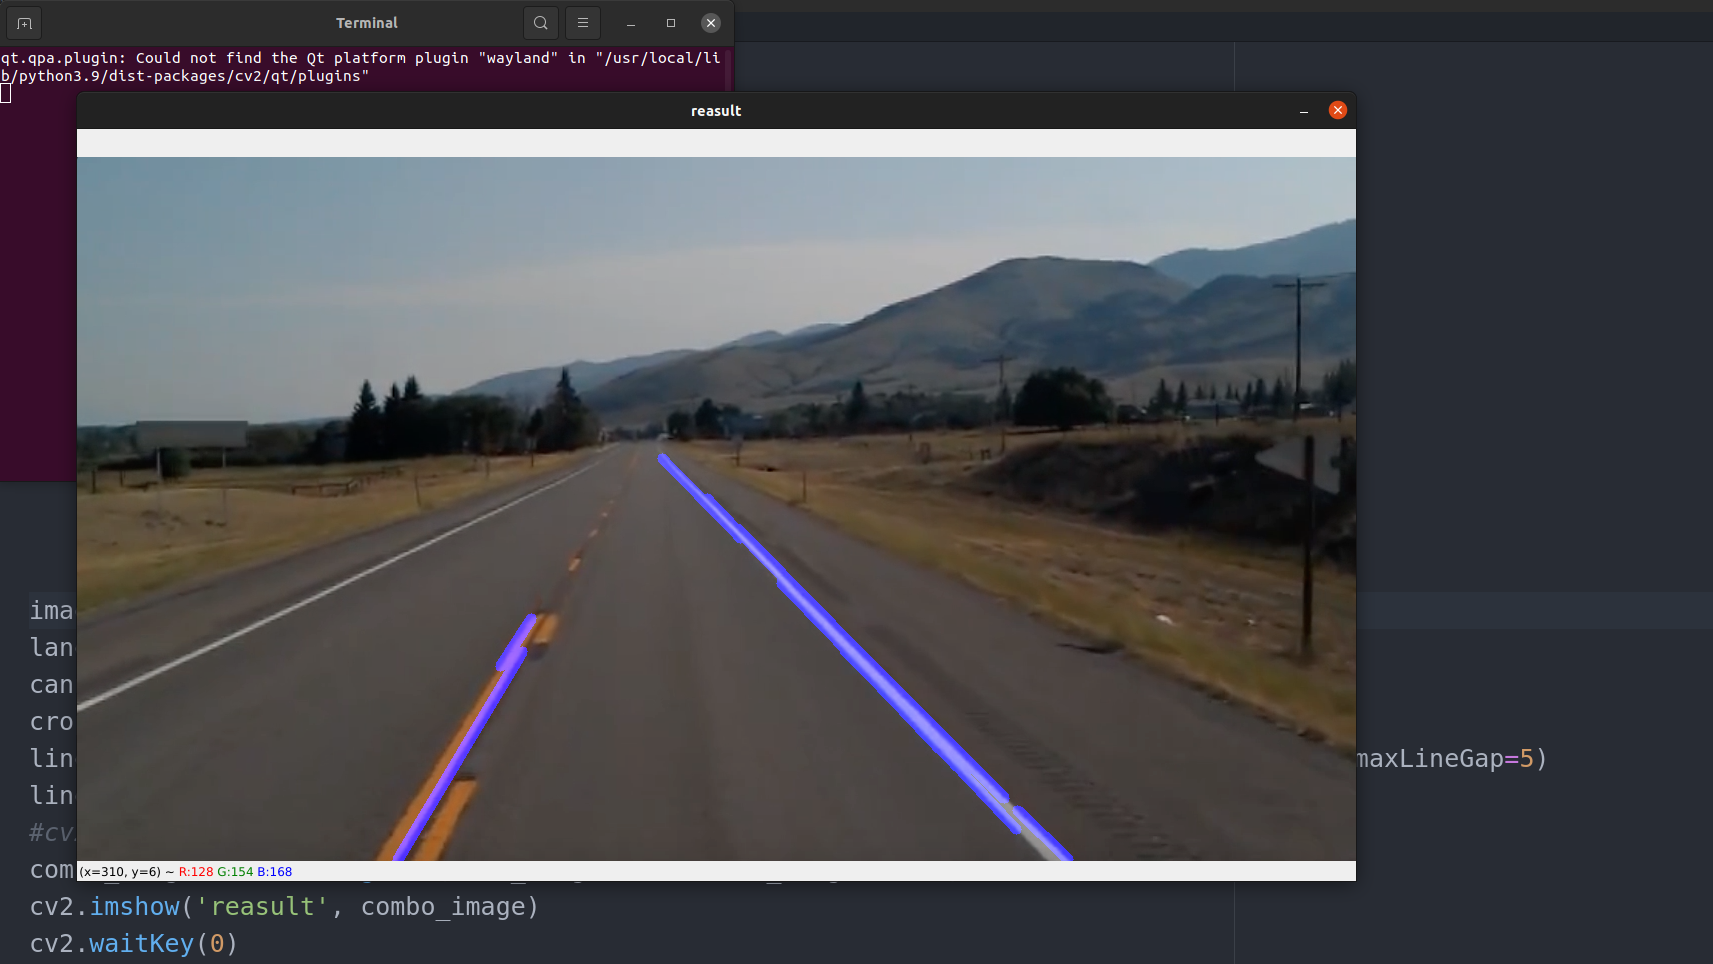 Terminal
qt.qpa.plugin: Could not find the Qt platform plugin "wayland" in "/usr/local/li
b/python3.9/dist-packages/cv2/qt/plugins"
reasult
ima
lan
can
cro
lin maxLineGap=5)
lin
#cv
com
(x=310, y=6) ~ R:128 G:154 B:168
cv2.imshow('reasult', combo_image)
cv2.waitKey(0)